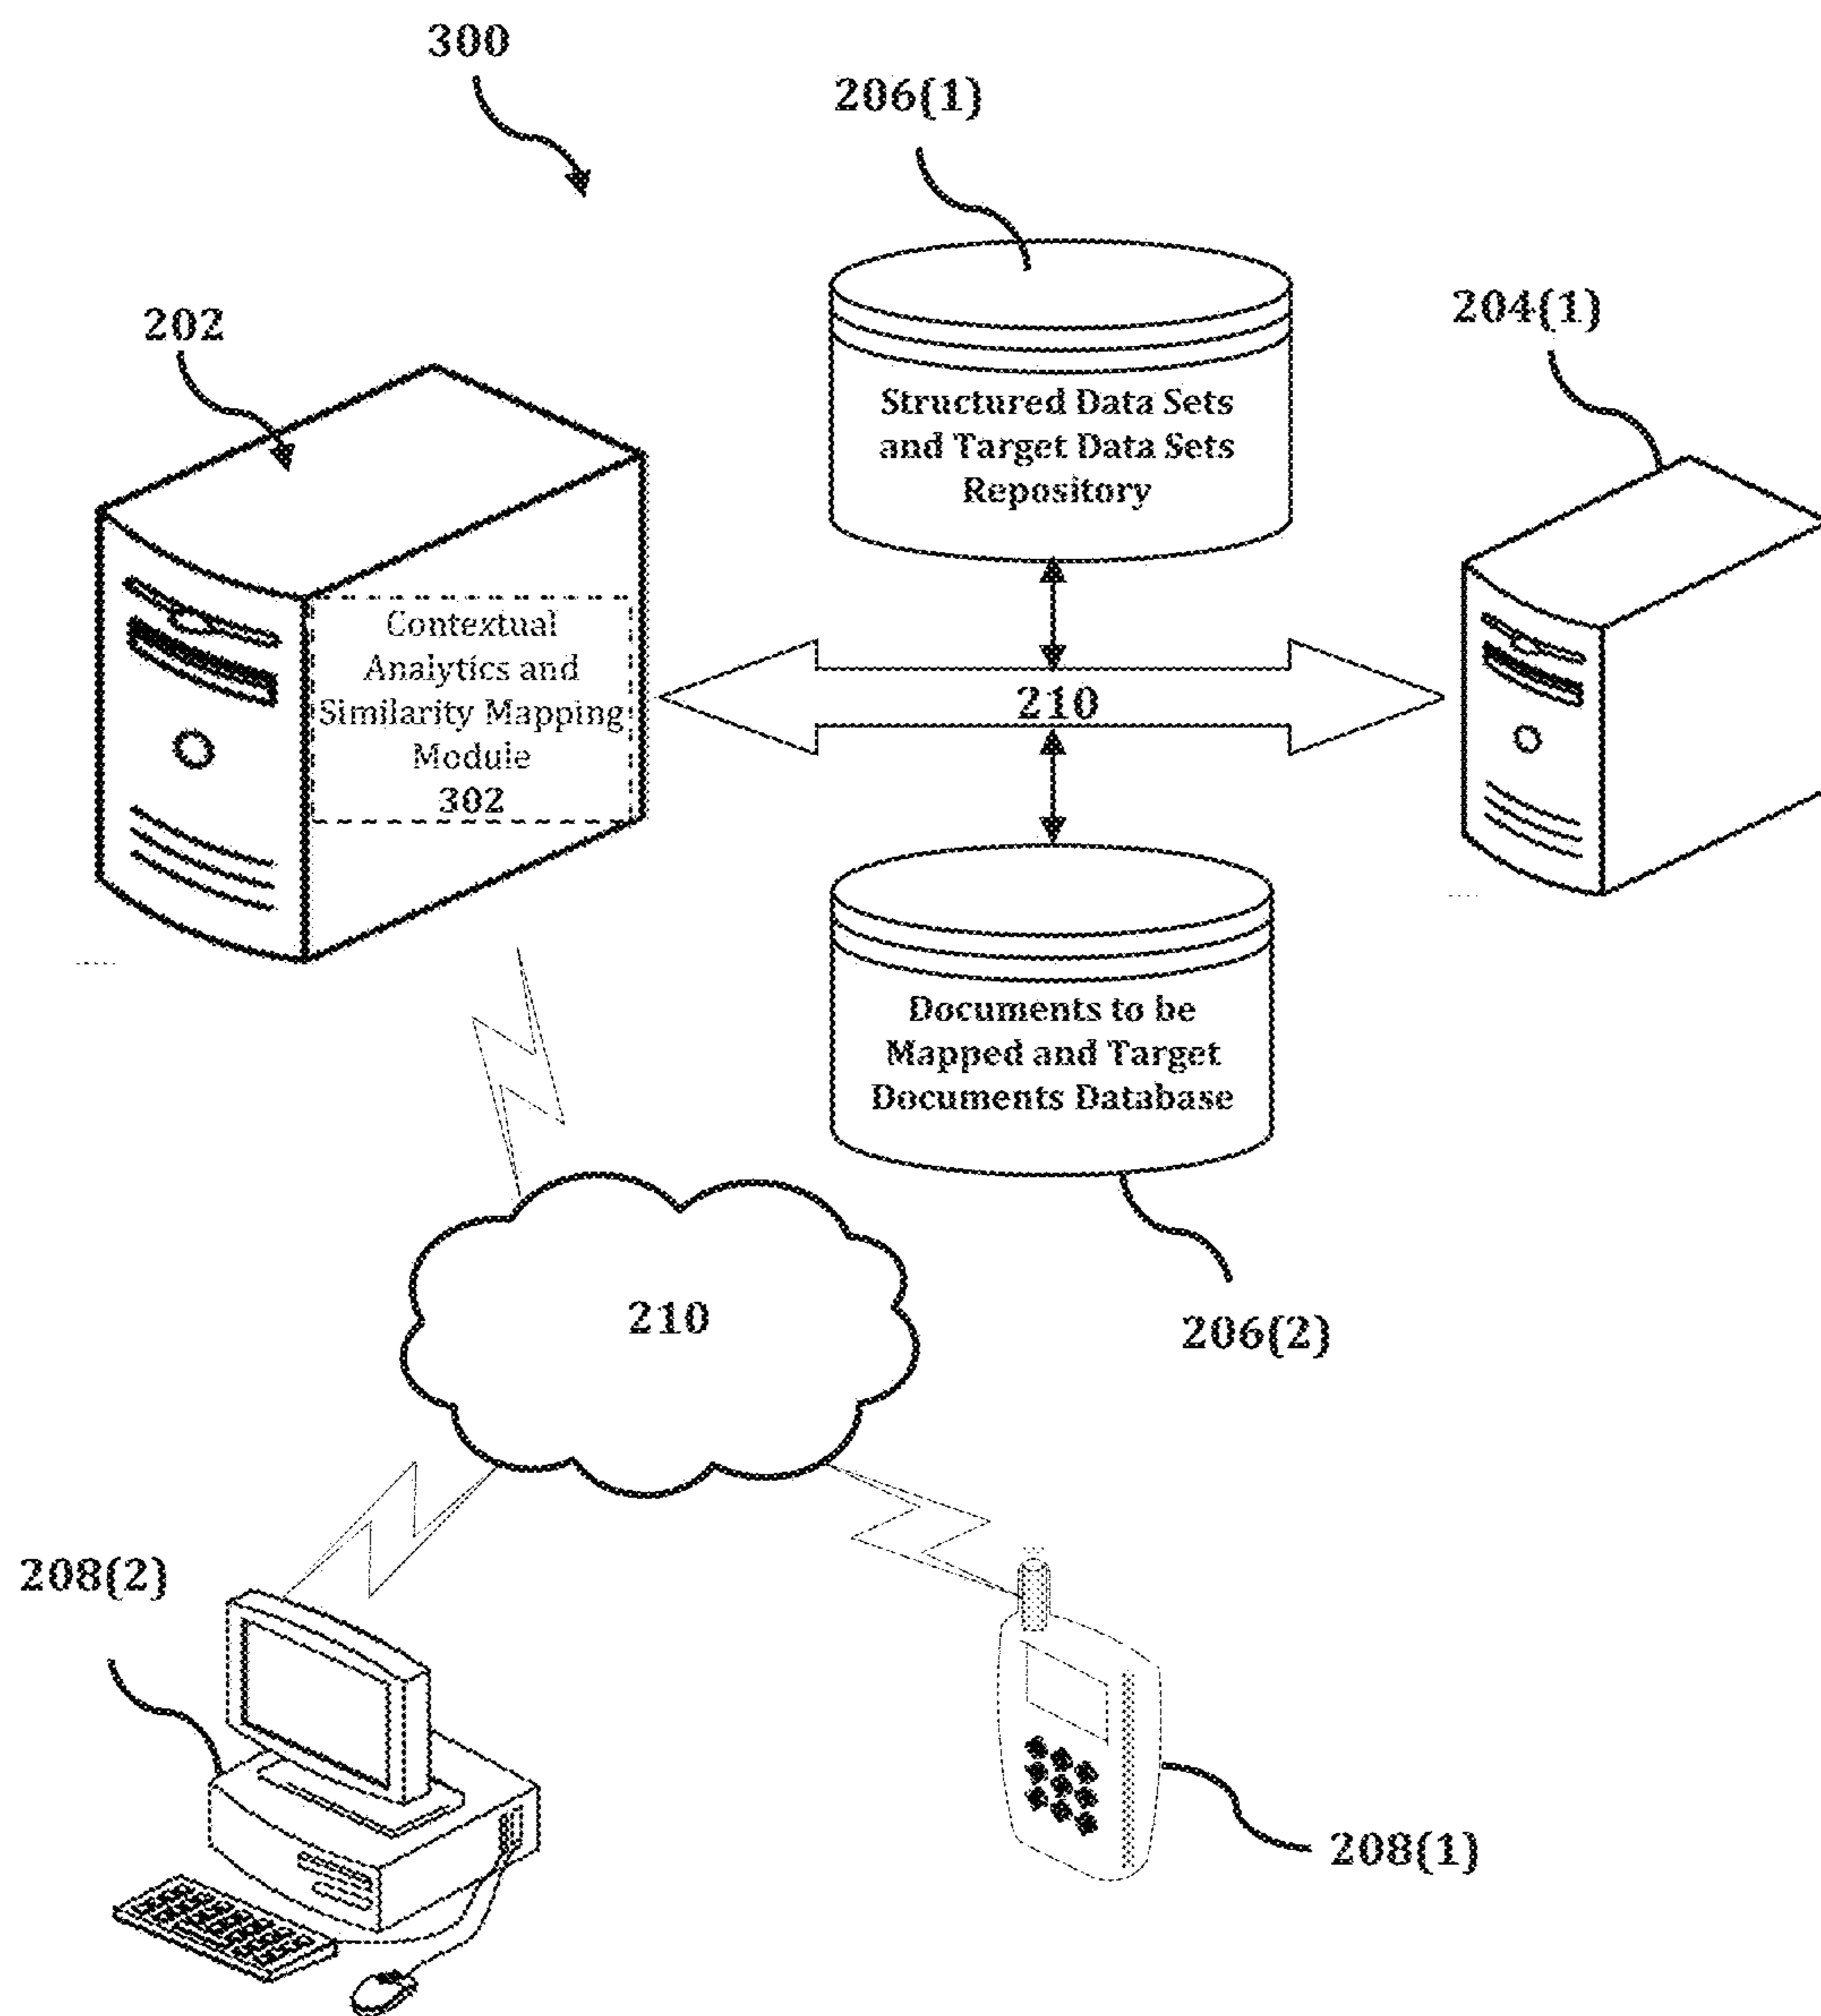 300
206(1)
204(1)
202
Structured Data Sets
and Target Data Sets
Repository
Contextual
Analytics and
Similarity Mapping
Module
302
210
Documents to be
Mapped and Target
Documents Database
210
206(2)
208(2)
208(1)